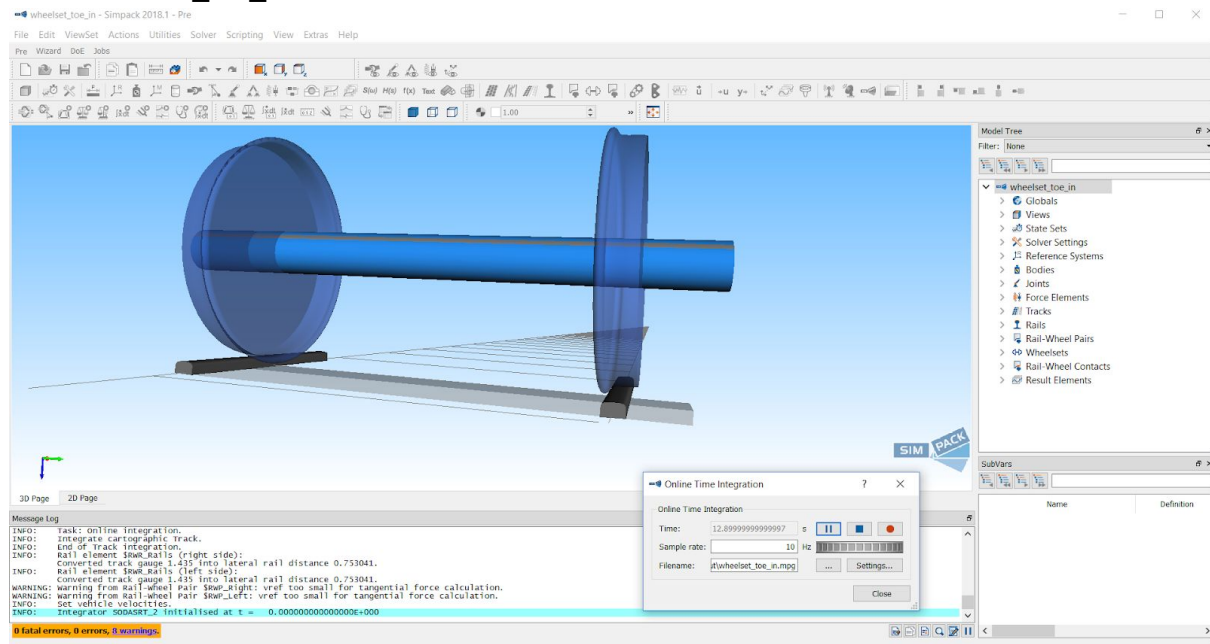 wheelset_toe_in - Simpack 2018.1 - Pre
File Edit ViewSet Actions Utilities Solver Scripting View Extras Help
Pre Wizard DoE Jobs
S(ω) H(s) f(x) Text
1.00
Model Tree
Filter: None
wheelset_toe_in
Globals
Views
State Sets
Solver Settings
Reference Systems
Bodies
Joints
Force Elements
Tracks
Rails
Rail-Wheel Pairs
Wheelsets
Rail-Wheel Contacts
Result Elements
SIMPACK
SubVars
Name Definition
3D Page 2D Page
Online Time Integration
Online Time Integration
Time: 12.89999999999997 s
Sample rate: 10 Hz
Filename: t\wheelset_toe_in.mpg ... Settings...
Close
Message Log
INFO: Task: Online integration.
INFO: Integrate cartographic Track.
INFO: End of Track integration.
INFO: Rail element $RWR_Rails (right side):
Converted track gauge 1.435 into lateral rail distance 0.753041.
INFO: Rail element $RWR_Rails (left side):
Converted track gauge 1.435 into lateral rail distance 0.753041.
WARNING: Warning from Rail-Wheel Pair $RWP_Right: vref too small for tangential force calculation.
WARNING: Warning from Rail-Wheel Pair $RWP_Left: vref too small for tangential force calculation.
INFO: Set vehicle velocities.
INFO: Integrator SODASRT_2 initialised at t = 0.000000000000000E+000
0 fatal errors, 0 errors, 8 warnings.